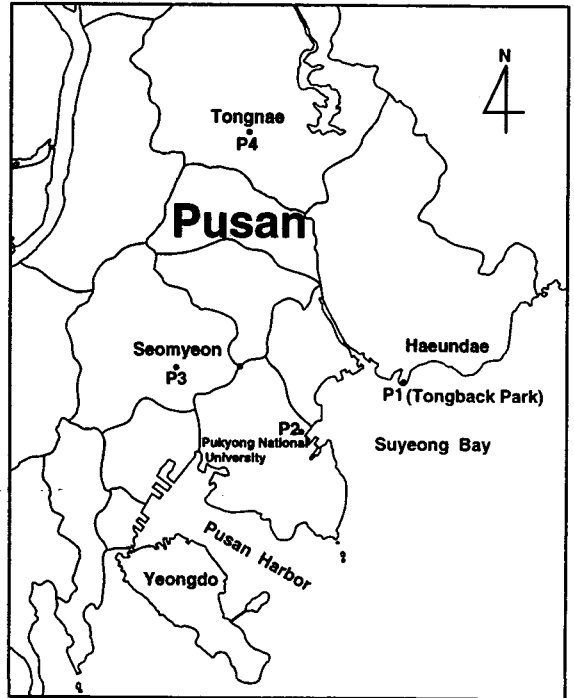 N
Tongnae
P4
Pusan
Seomyeon
P3
Haeundae
P1 (Tongback Park)
P2
Pukyong National
University
Suyeong Bay
Pusan Harbor
Yeongdo